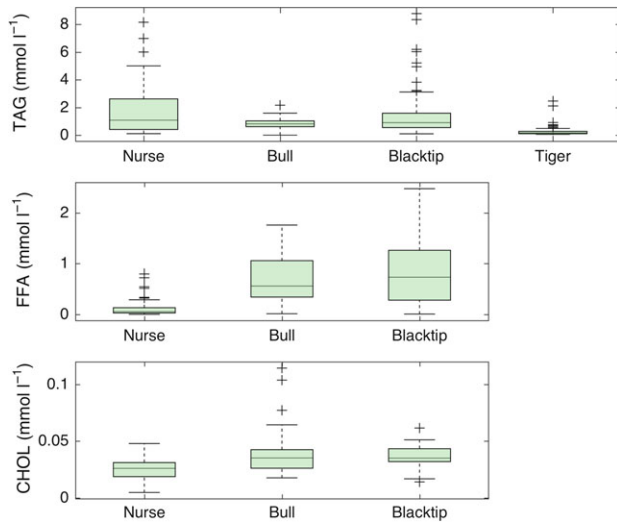 TAG (mmol l⁻¹)
8
6
4
2
0
Nurse Bull Blacktip Tiger
FFA (mmol l⁻¹)
2
1
0
Nurse Bull Blacktip
CHOL (mmol l⁻¹)
0.1
0.05
0
Nurse Bull Blacktip